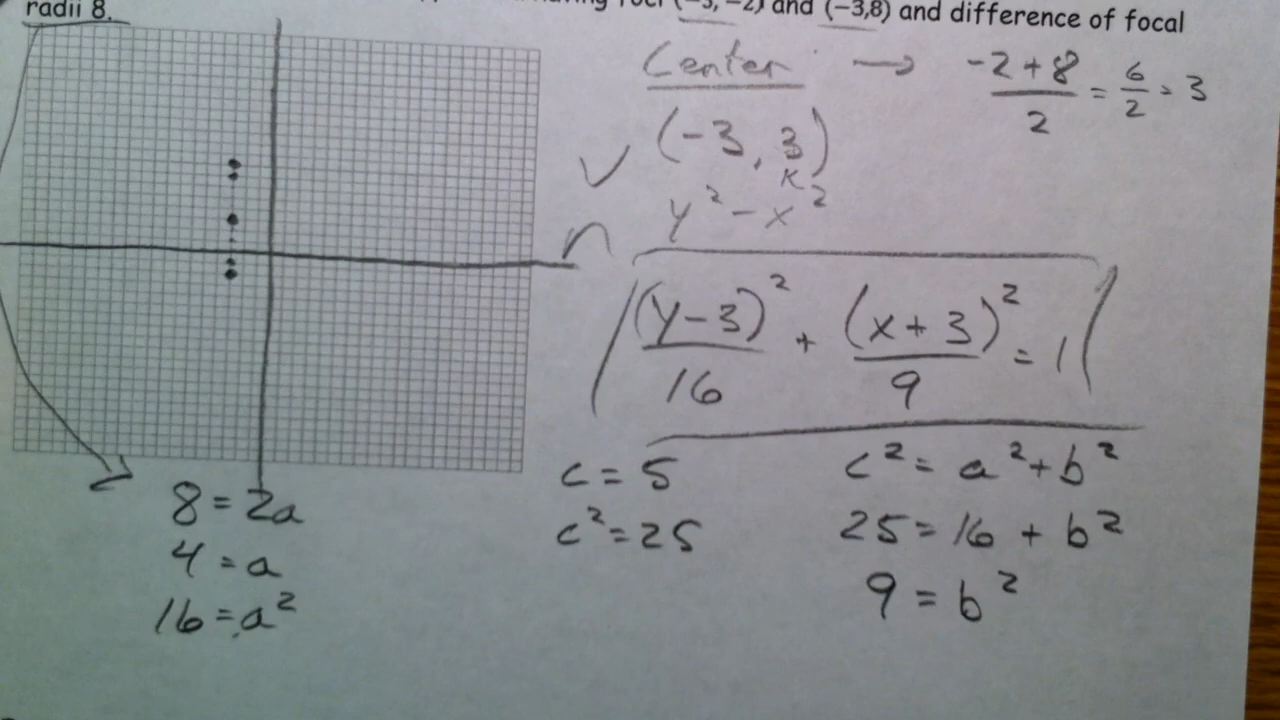 foci (-3, -2) and (-3,8) and difference of focal
radii 8.
Center → -2 + 8 / 2 = 6/2 = 3
(-3, 3)
k
y² - x²
(y-3)² / 16 + (x+3)² / 9 = 1
8 = 2a
4 = a
16 = a²
c = 5
c² = 25
c² = a² + b²
25 = 16 + b²
9 = b²